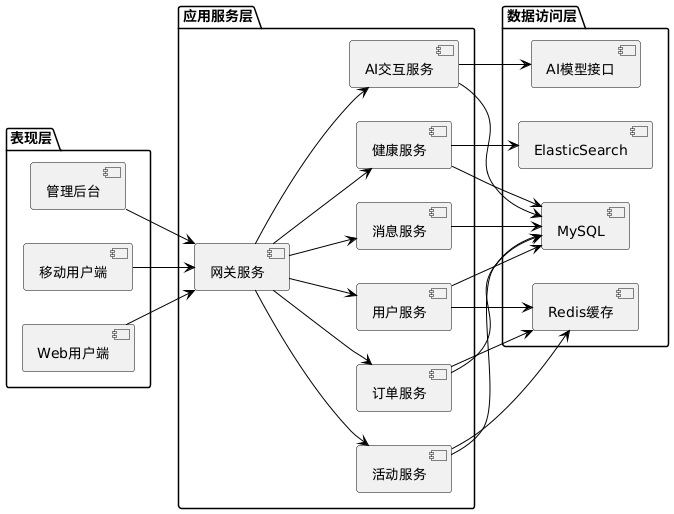 表现层
管理后台
移动用户端
Web用户端
应用服务层
网关服务
AI交互服务
健康服务
消息服务
用户服务
订单服务
活动服务
数据访问层
AI模型接口
ElasticSearch
MySQL
Redis缓存